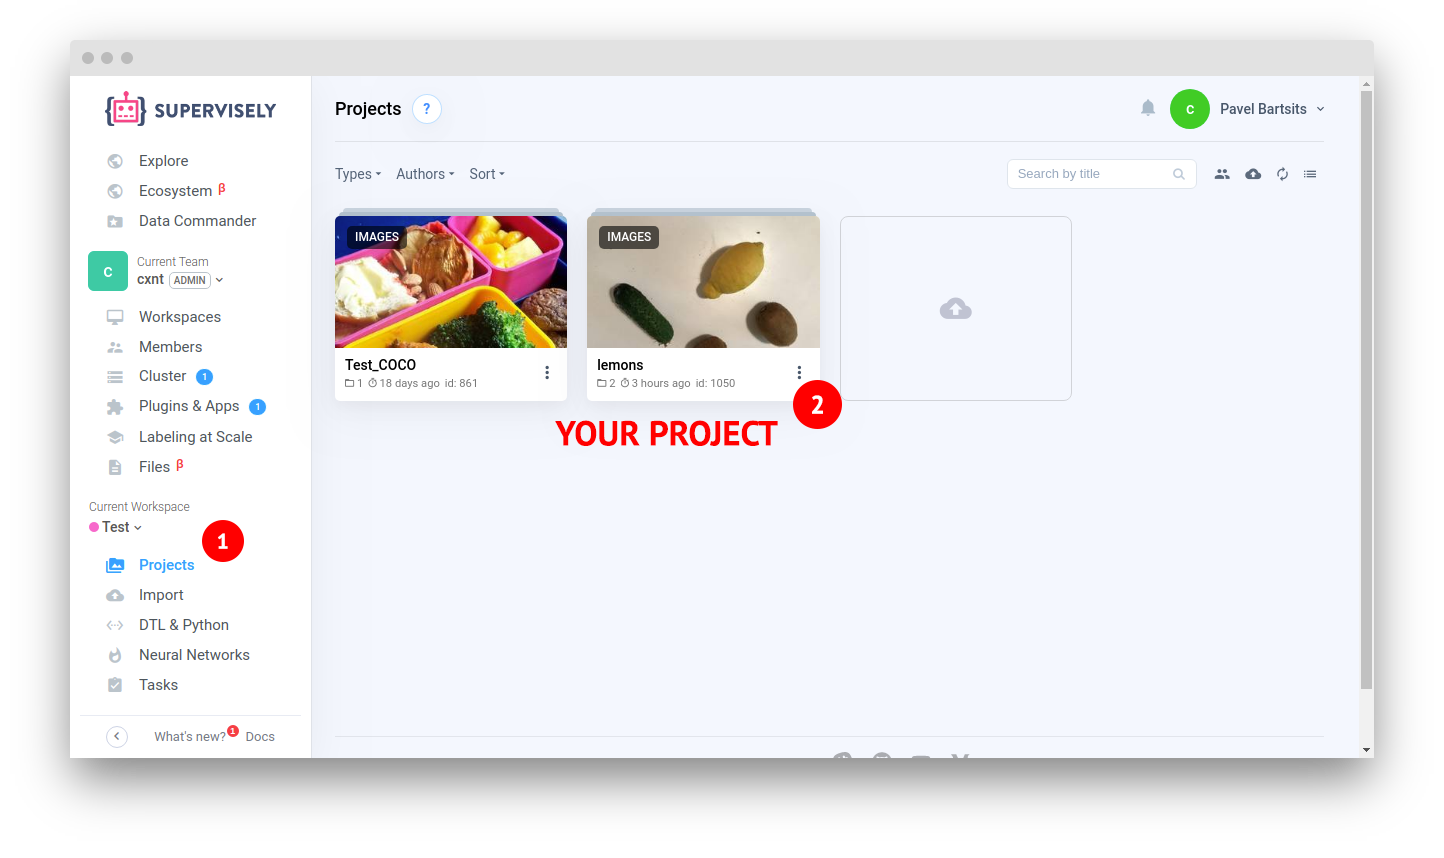 SUPERVISELY
Explore
Ecosystem β
Data Commander
C
Current Team
cxnt ADMIN
Workspaces
Members
Cluster 1
Plugins & Apps 1
Labeling at Scale
Files β
Current Workspace
Test
1
Projects
Import
DTL & Python
Neural Networks
Tasks
What's new? 1 Docs
Projects ?
C Pavel Bartsits
Types Authors Sort
Search by title
IMAGES
Test_COCO
1 18 days ago id: 861
IMAGES
lemons
2 3 hours ago id: 1050
2
YOUR PROJECT